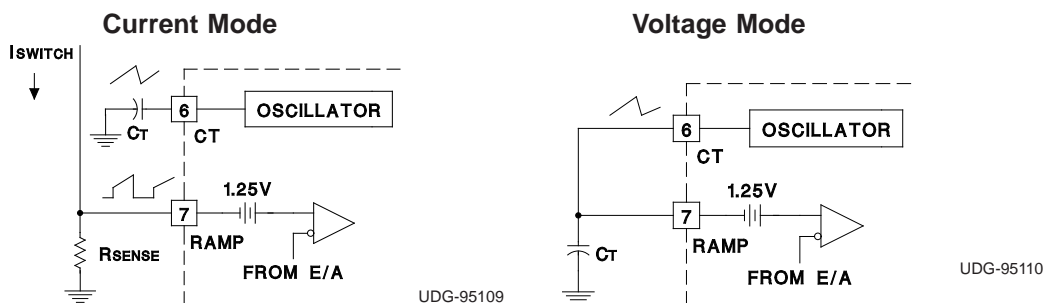 Current Mode
ISWITCH
6
OSCILLATOR
CT
CT
1.25V
7
RAMP
RSENSE
FROM E/A
UDG-95109
Voltage Mode
6
OSCILLATOR
CT
1.25V
7
RAMP
CT
FROM E/A
UDG-95110